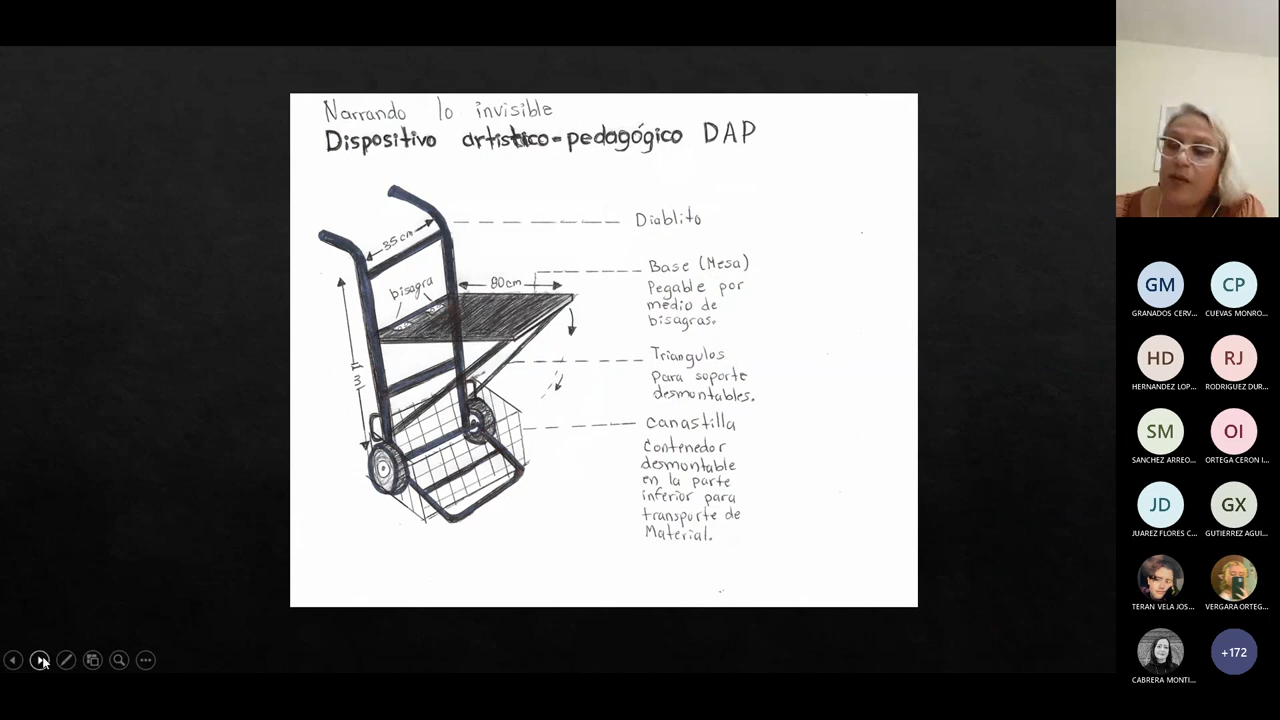 Narrando lo invisible
Dispositivo artistico-pedagógico DAP
35cm
Diablito
bisagra
80cm
Base (Mesa)
Pegable por
medio de
bisagras.
Triangulos
Para soporte
desmontables.
canastilla
Contenedor
desmontable
en la parte
inferior para
transporte de
Material.
GM
GRANADOS CERV...
CP
CUEVAS MONRO...
HD
HERNANDEZ LOP...
RJ
RODRIGUEZ DUR...
SM
SANCHEZ ARREO...
OI
ORTEGA CERON I...
JD
JUAREZ FLORES C...
GX
GUTIERREZ AGUI...
TERAN VELA JOS...
VERGARA ORTEG...
CABRERA MONTI...
+172